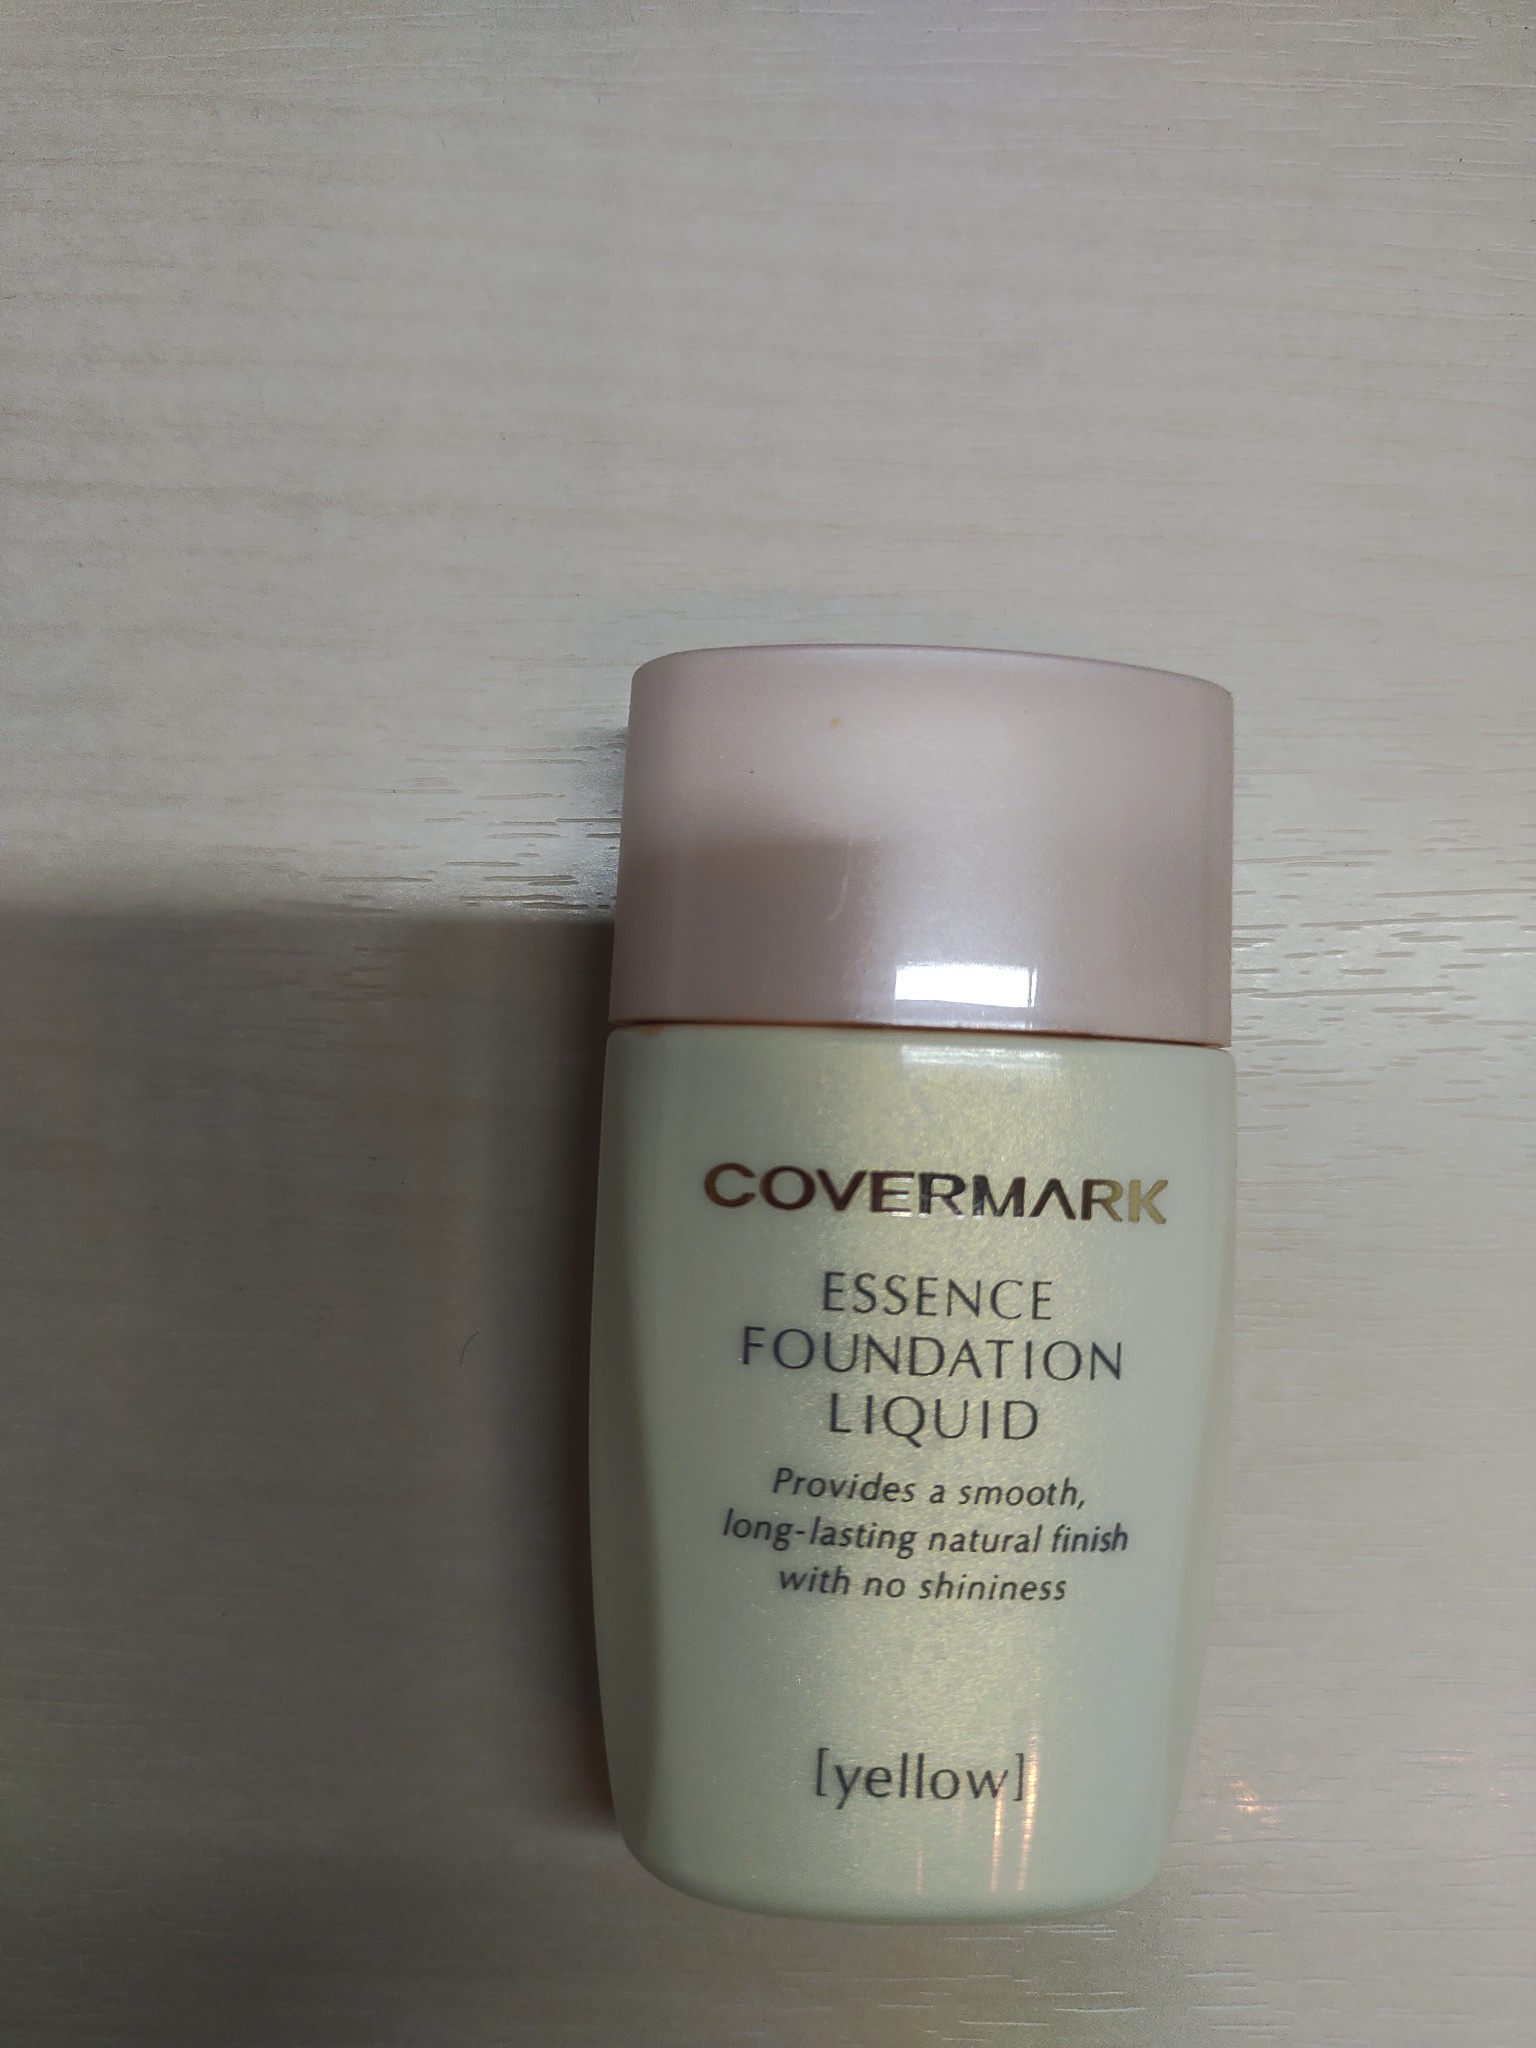 COVERMARK
ESSENCE
FOUNDATION
LIQUID
Provides a smooth,
long-lasting natural finish
with no shininess
[yellow]